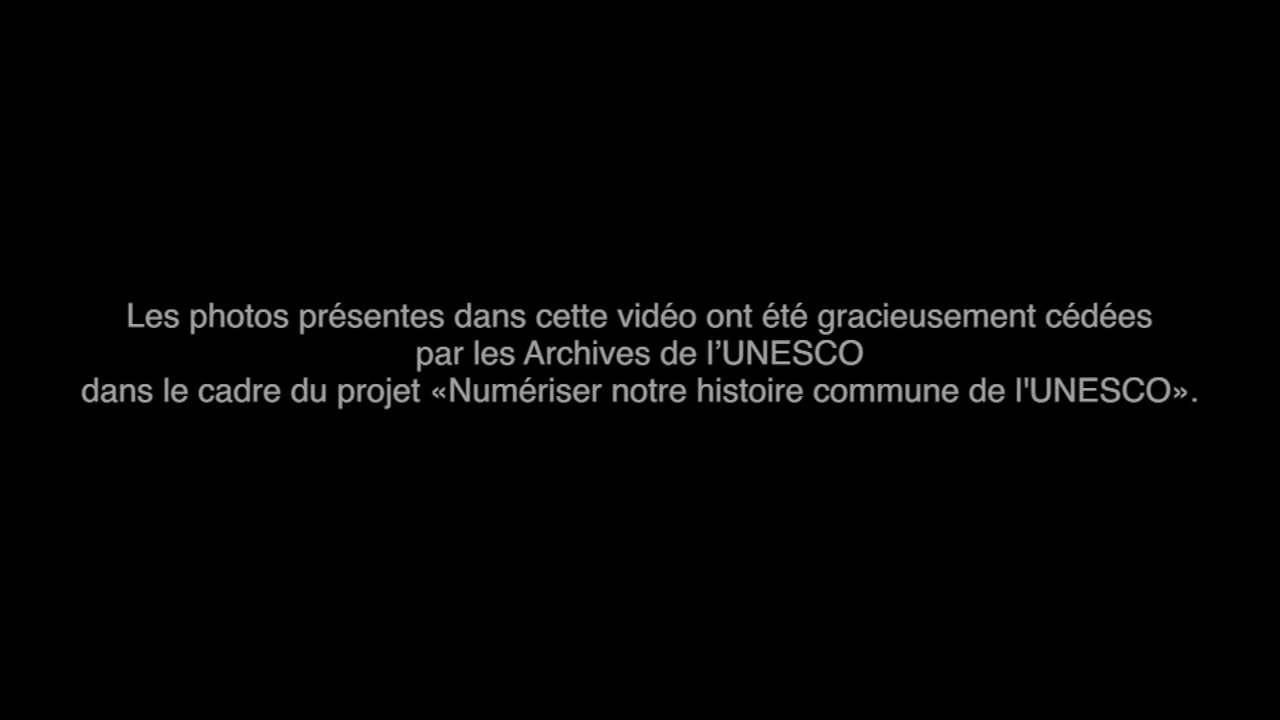 Les photos présentes dans cette vidéo ont été gracieusement cédées
par les Archives de l’UNESCO
dans le cadre du projet «Numériser notre histoire commune de l'UNESCO».